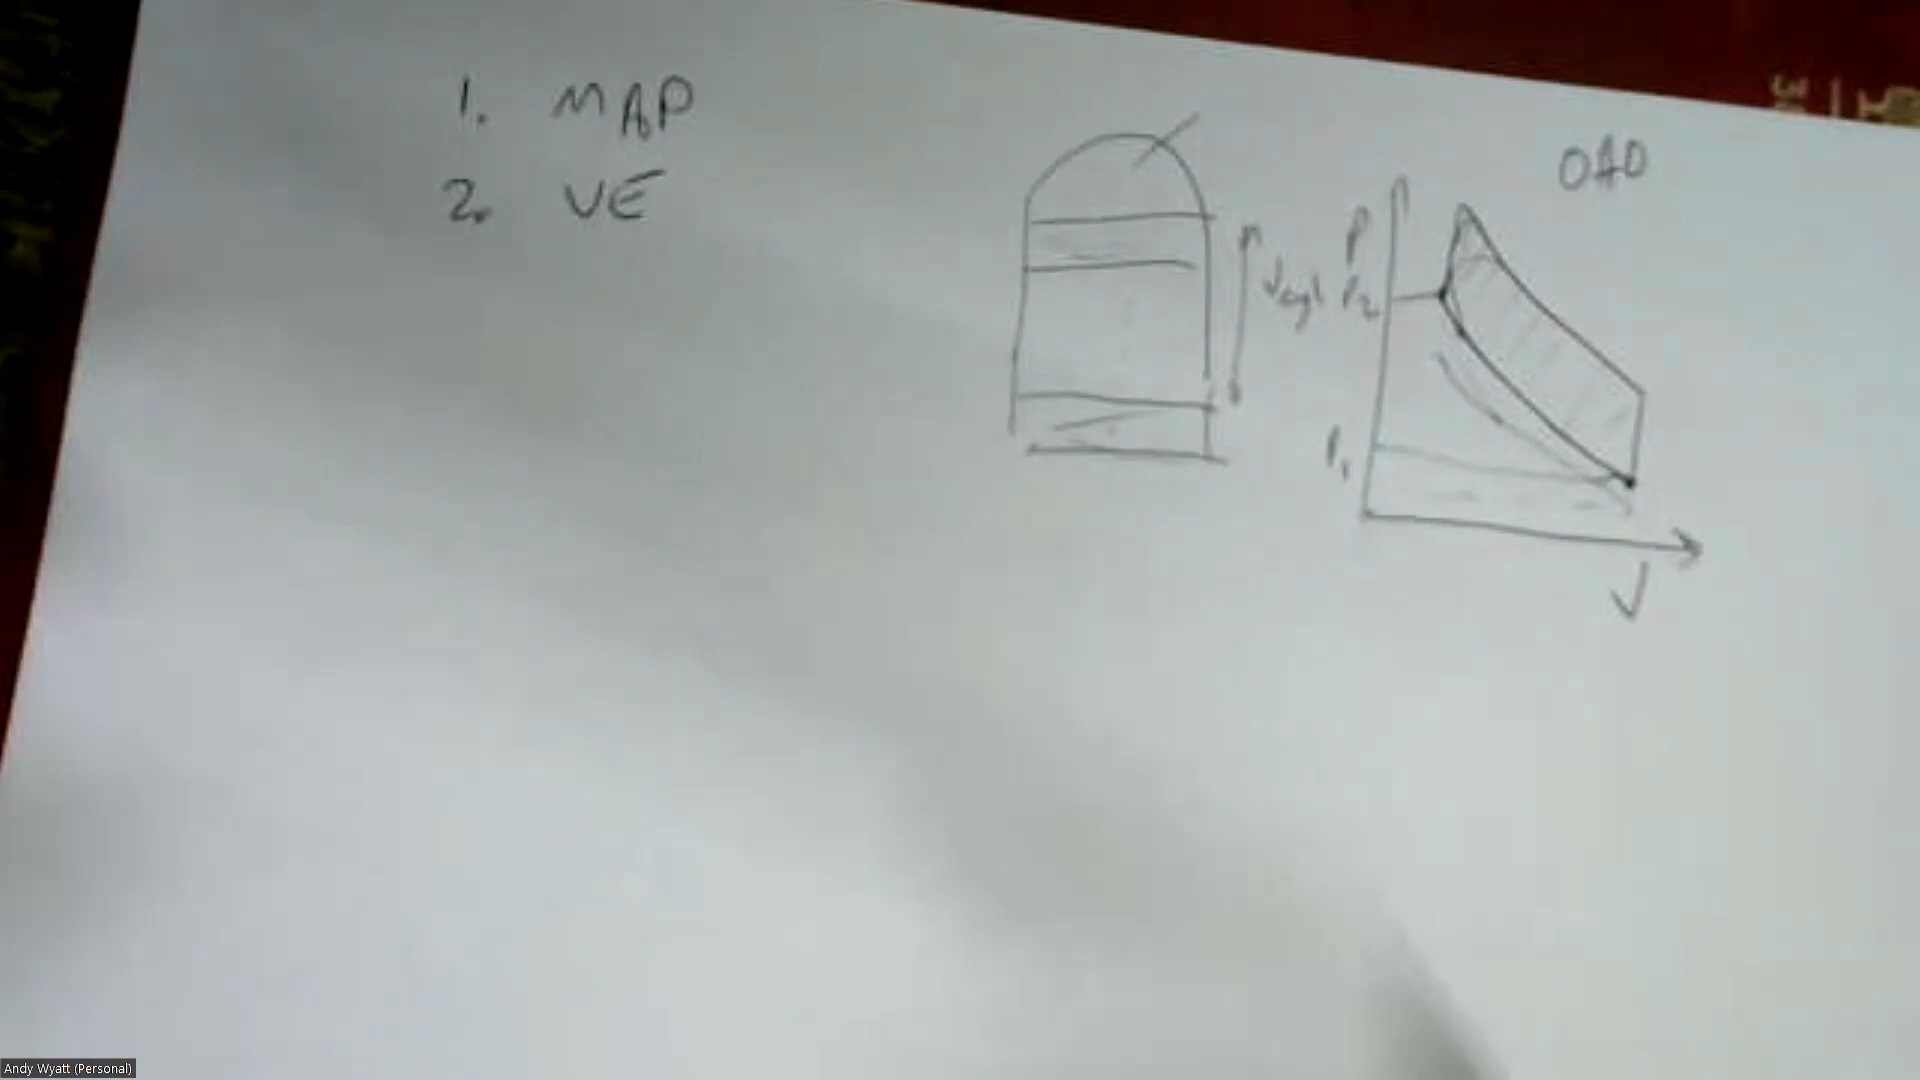 1. MAP
2. VE
OAO
P
Vcyl
P2
P1
V
Andy Wyatt (Personal)